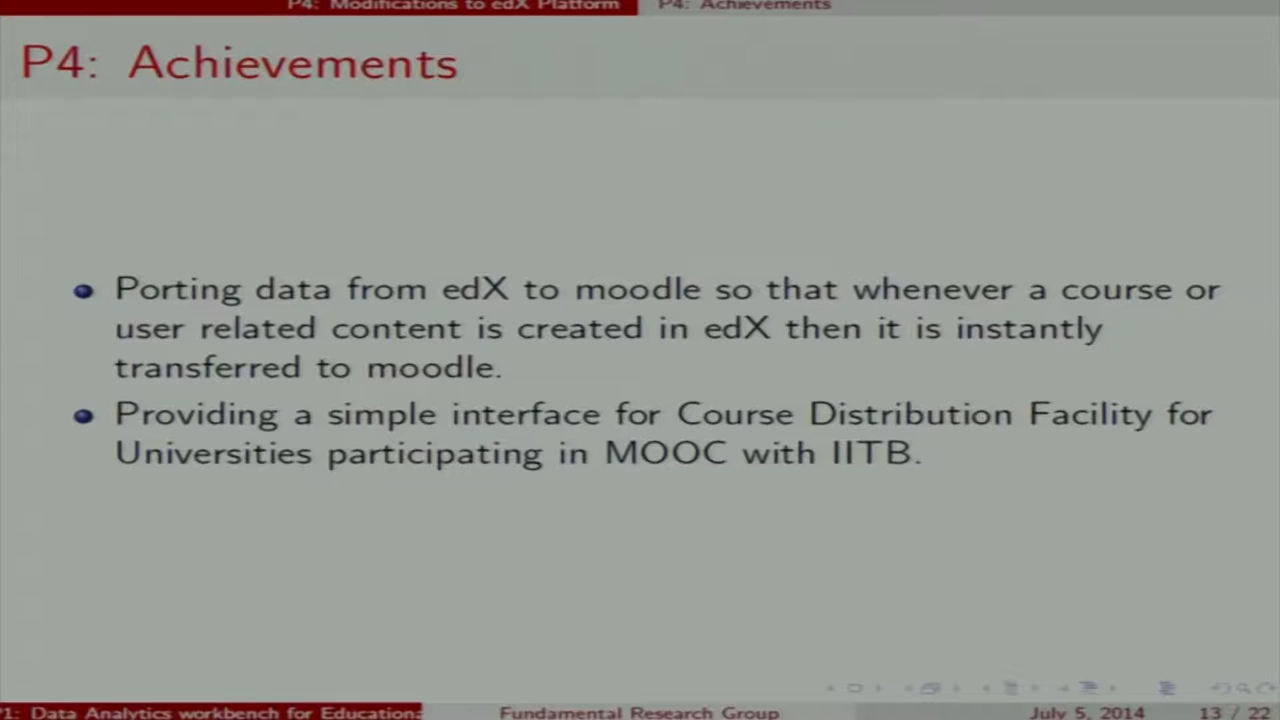 P4: Modifications to edX Platform P4: Achievements
P4: Achievements
Porting data from edX to moodle so that whenever a course or
user related content is created in edX then it is instantly
transferred to moodle.
Providing a simple interface for Course Distribution Facility for
Universities participating in MOOC with IITB.
P1: Data Analytics workbench for Education: Fundamental Research Group July 5, 2014 13 / 22